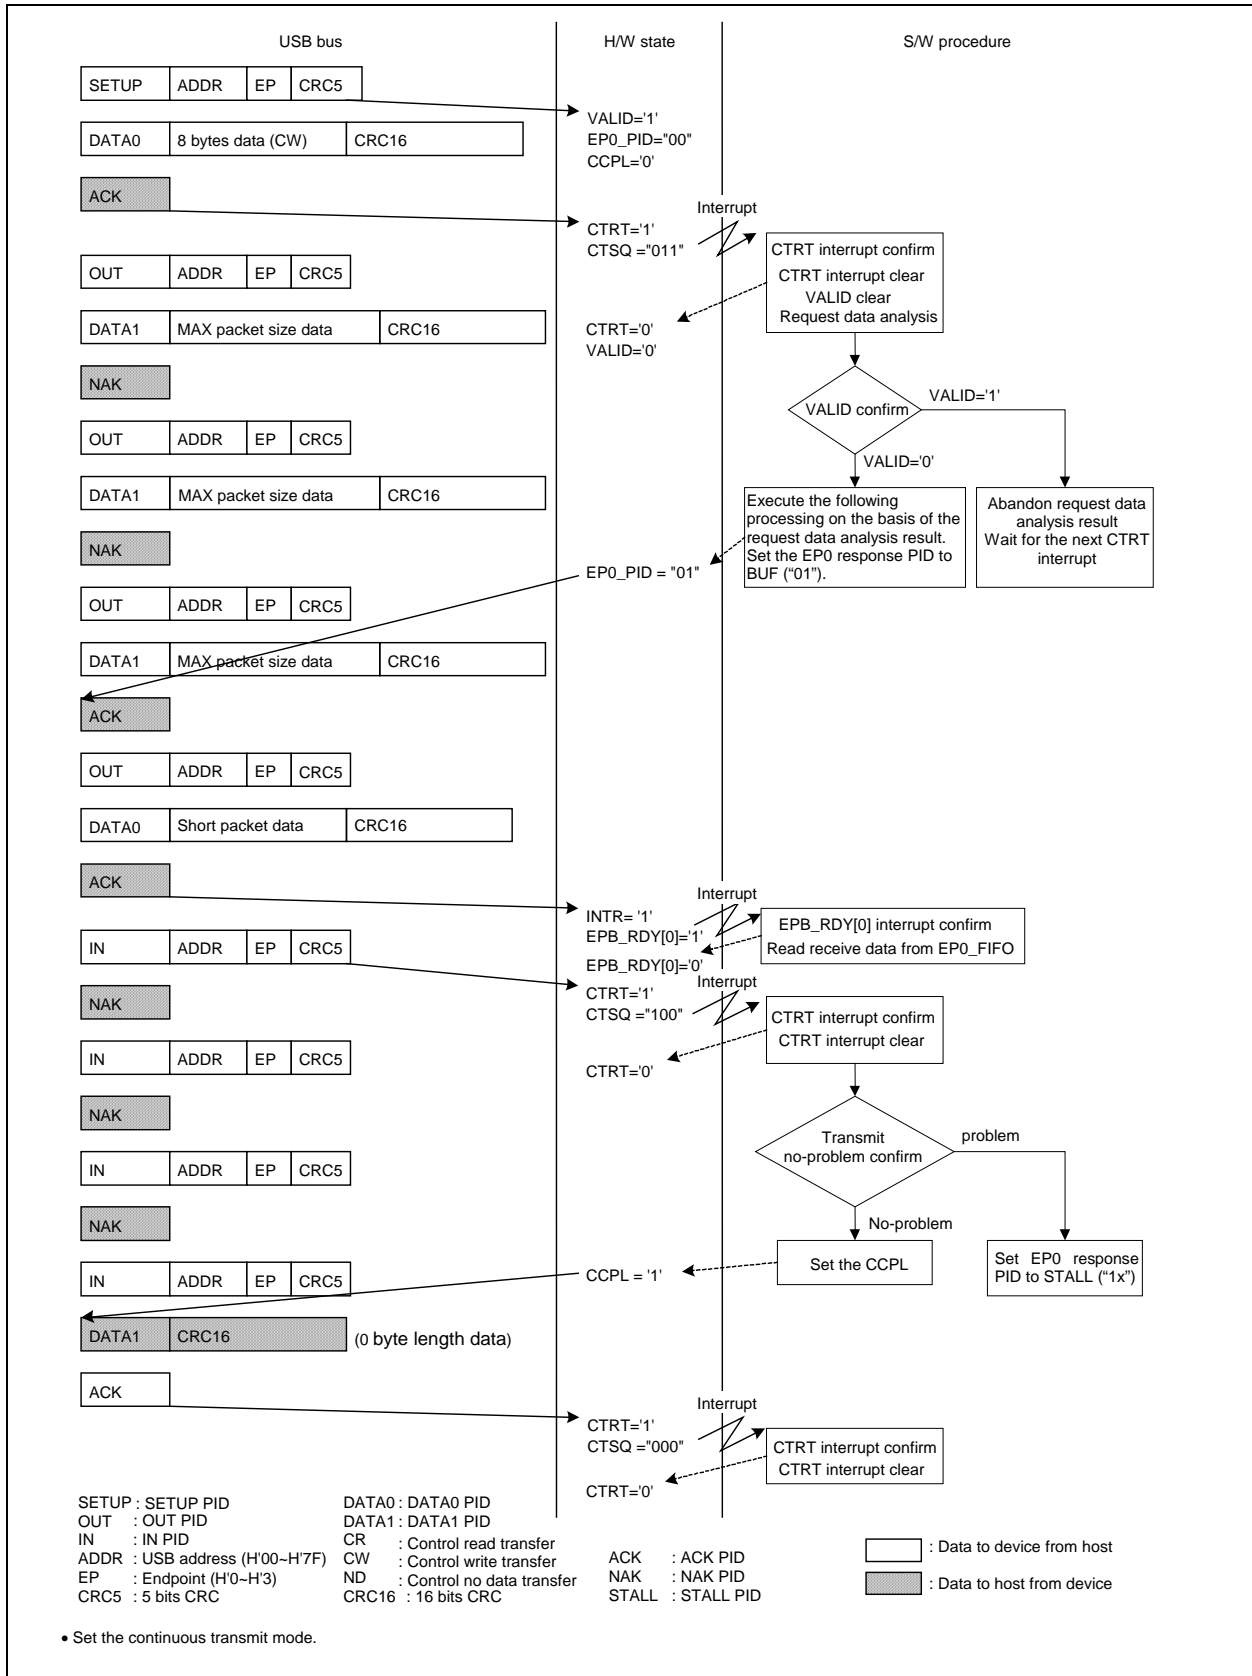 USB bus
H/W state
S/W procedure
SETUP ADDR EP CRC5
VALID='1'
EP0_PID="00"
CCPL='0'
DATA0 8 bytes data (CW) CRC16
ACK
Interrupt
CTRT='1'
CTSQ ="011"
CTRT interrupt confirm
CTRT interrupt clear
VALID clear
Request data analysis
OUT ADDR EP CRC5
DATA1 MAX packet size data CRC16
CTRT='0'
VALID='0'
NAK
VALID confirm
VALID='1'
VALID='0'
OUT ADDR EP CRC5
DATA1 MAX packet size data CRC16
Execute the following
processing on the basis of the
request data analysis result.
Set the EP0 response PID to
BUF (“01”).
Abandon request data
analysis result
Wait for the next CTRT
interrupt
NAK
EP0_PID = "01"
OUT ADDR EP CRC5
DATA1 MAX packet size data CRC16
ACK
OUT ADDR EP CRC5
DATA0 Short packet data CRC16
ACK
Interrupt
INTR= '1'
EPB_RDY[0]='1'
EPB_RDY[0] interrupt confirm
Read receive data from EP0_FIFO
IN ADDR EP CRC5
EPB_RDY[0]='0'
Interrupt
CTRT='1'
CTSQ ="100"
NAK
CTRT interrupt confirm
CTRT interrupt clear
IN ADDR EP CRC5
CTRT='0'
NAK
Transmit
no-problem confirm
problem
No-problem
IN ADDR EP CRC5
NAK
Set the CCPL
Set EP0 response
PID to STALL (“1x”)
IN ADDR EP CRC5
CCPL = '1'
DATA1 CRC16 (0 byte length data)
ACK
Interrupt
CTRT='1'
CTSQ ="000"
CTRT interrupt confirm
CTRT interrupt clear
CTRT='0'
SETUP : SETUP PID
OUT : OUT PID
IN : IN PID
ADDR : USB address (H'00~H'7F)
EP : Endpoint (H'0~H'3)
CRC5 : 5 bits CRC
DATA0 : DATA0 PID
DATA1 : DATA1 PID
CR : Control read transfer
CW : Control write transfer
ND : Control no data transfer
CRC16 : 16 bits CRC
ACK : ACK PID
NAK : NAK PID
STALL : STALL PID
: Data to device from host
: Data to host from device
• Set the continuous transmit mode.